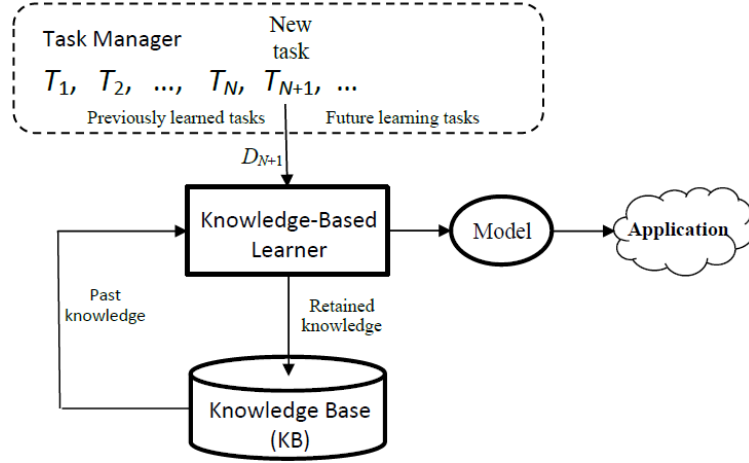 New
Task Manager
task
T1, T2, ..., TN, TN+1, ...
Previously learned tasks
Future learning tasks
DN+1
Knowledge-Based
Learner
Model
Application
Past
knowledge
Retained
knowledge
Knowledge Base
(KB)